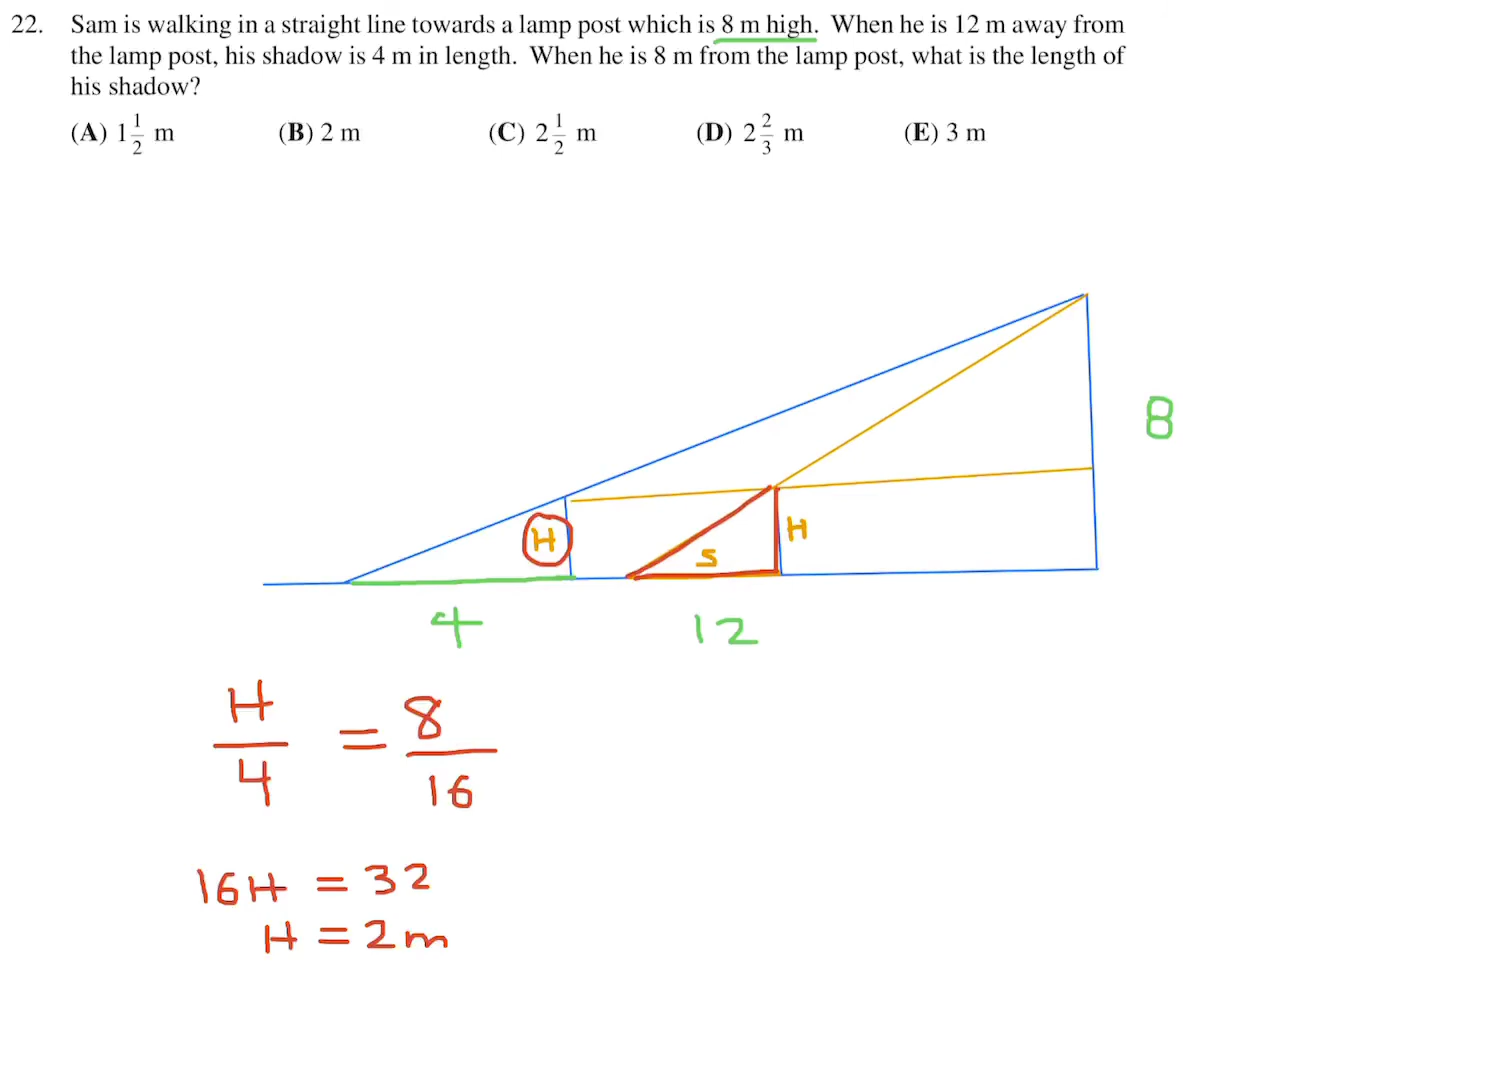 22. Sam is walking in a straight line towards a lamp post which is 8 m high. When he is 12 m away from
the lamp post, his shadow is 4 m in length. When he is 8 m from the lamp post, what is the length of
his shadow?
(A) 1 1/2 m (B) 2 m (C) 2 1/2 m (D) 2 2/3 m (E) 3 m
8
H
H
S
4 12
H/4 = 8/16
16H = 32
H = 2m